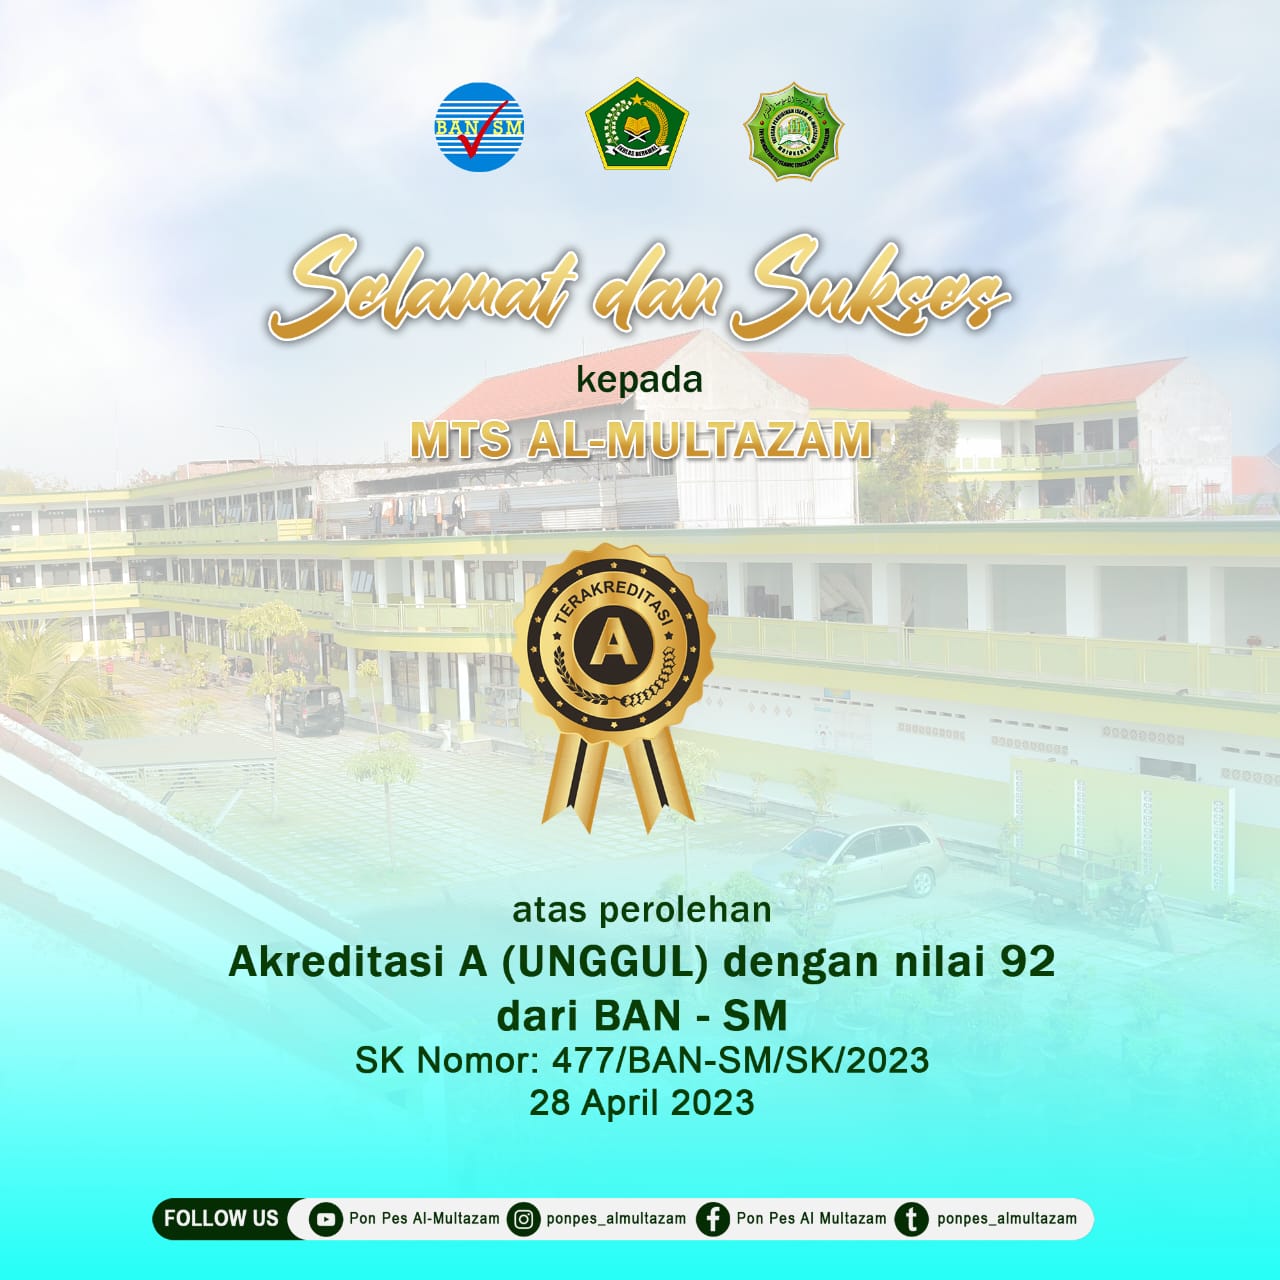 BAN SM
IKHLAS BERAMAL
Selamat dan Sukses
kepada
MTS AL-MULTAZAM
TERAKREDITASI
A
atas perolehan
Akreditasi A (UNGGUL) dengan nilai 92
dari BAN - SM
SK Nomor: 477/BAN-SM/SK/2023
28 April 2023
FOLLOW US Pon Pes Al-Multazam ponpes_almultazam Pon Pes Al Multazam ponpes_almultazam